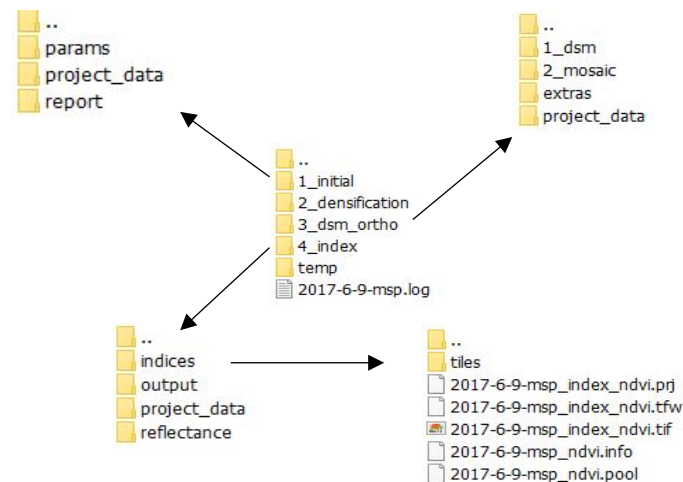 ..
params
project_data
report
..
1_dsm
2_mosaic
extras
project_data
..
1_initial
2_densification
3_dsm_ortho
4_index
temp
2017-6-9-msp.log
..
indices
output
project_data
reflectance
..
tiles
2017-6-9-msp_index_ndvi.prj
2017-6-9-msp_index_ndvi.tfw
2017-6-9-msp_index_ndvi.tif
2017-6-9-msp_ndvi.info
2017-6-9-msp_ndvi.pool